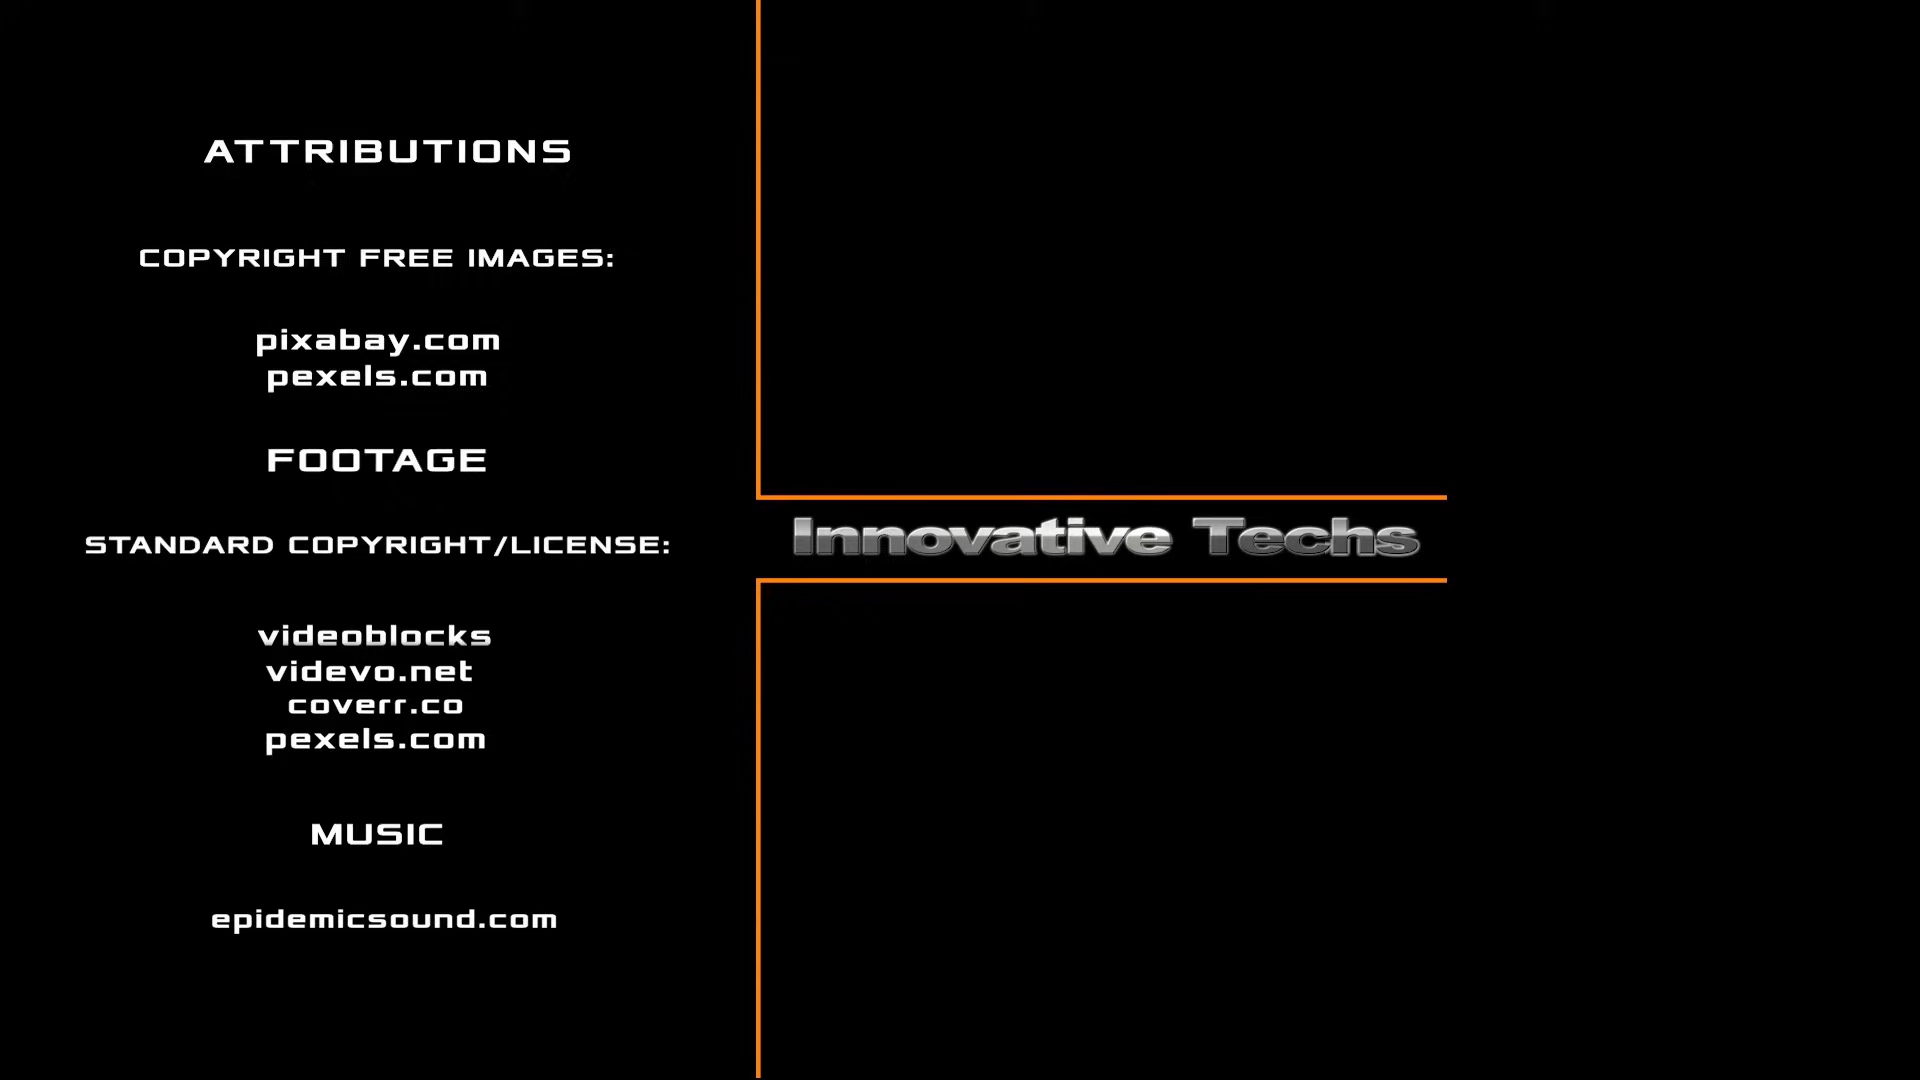 ATTRIBUTIONS
COPYRIGHT FREE IMAGES:
pixabay.com
pexels.com
FOOTAGE
STANDARD COPYRIGHT/LICENSE:
videoblocks
videvo.net
coverr.co
pexels.com
MUSIC
epidemicsound.com
Innovative Techs